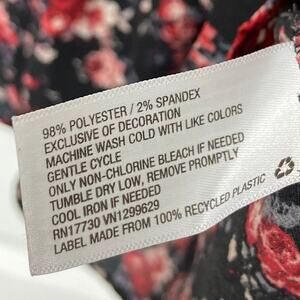 98% POLYESTER / 2% SPANDEX
EXCLUSIVE OF DECORATION
MACHINE WASH COLD WITH LIKE COLORS
GENTLE CYCLE
ONLY NON-CHLORINE BLEACH IF NEEDED
TUMBLE DRY LOW, REMOVE PROMPTLY
COOL IRON IF NEEDED
RN17730 VN1299629
LABEL MADE FROM 100% RECYCLED PLASTIC